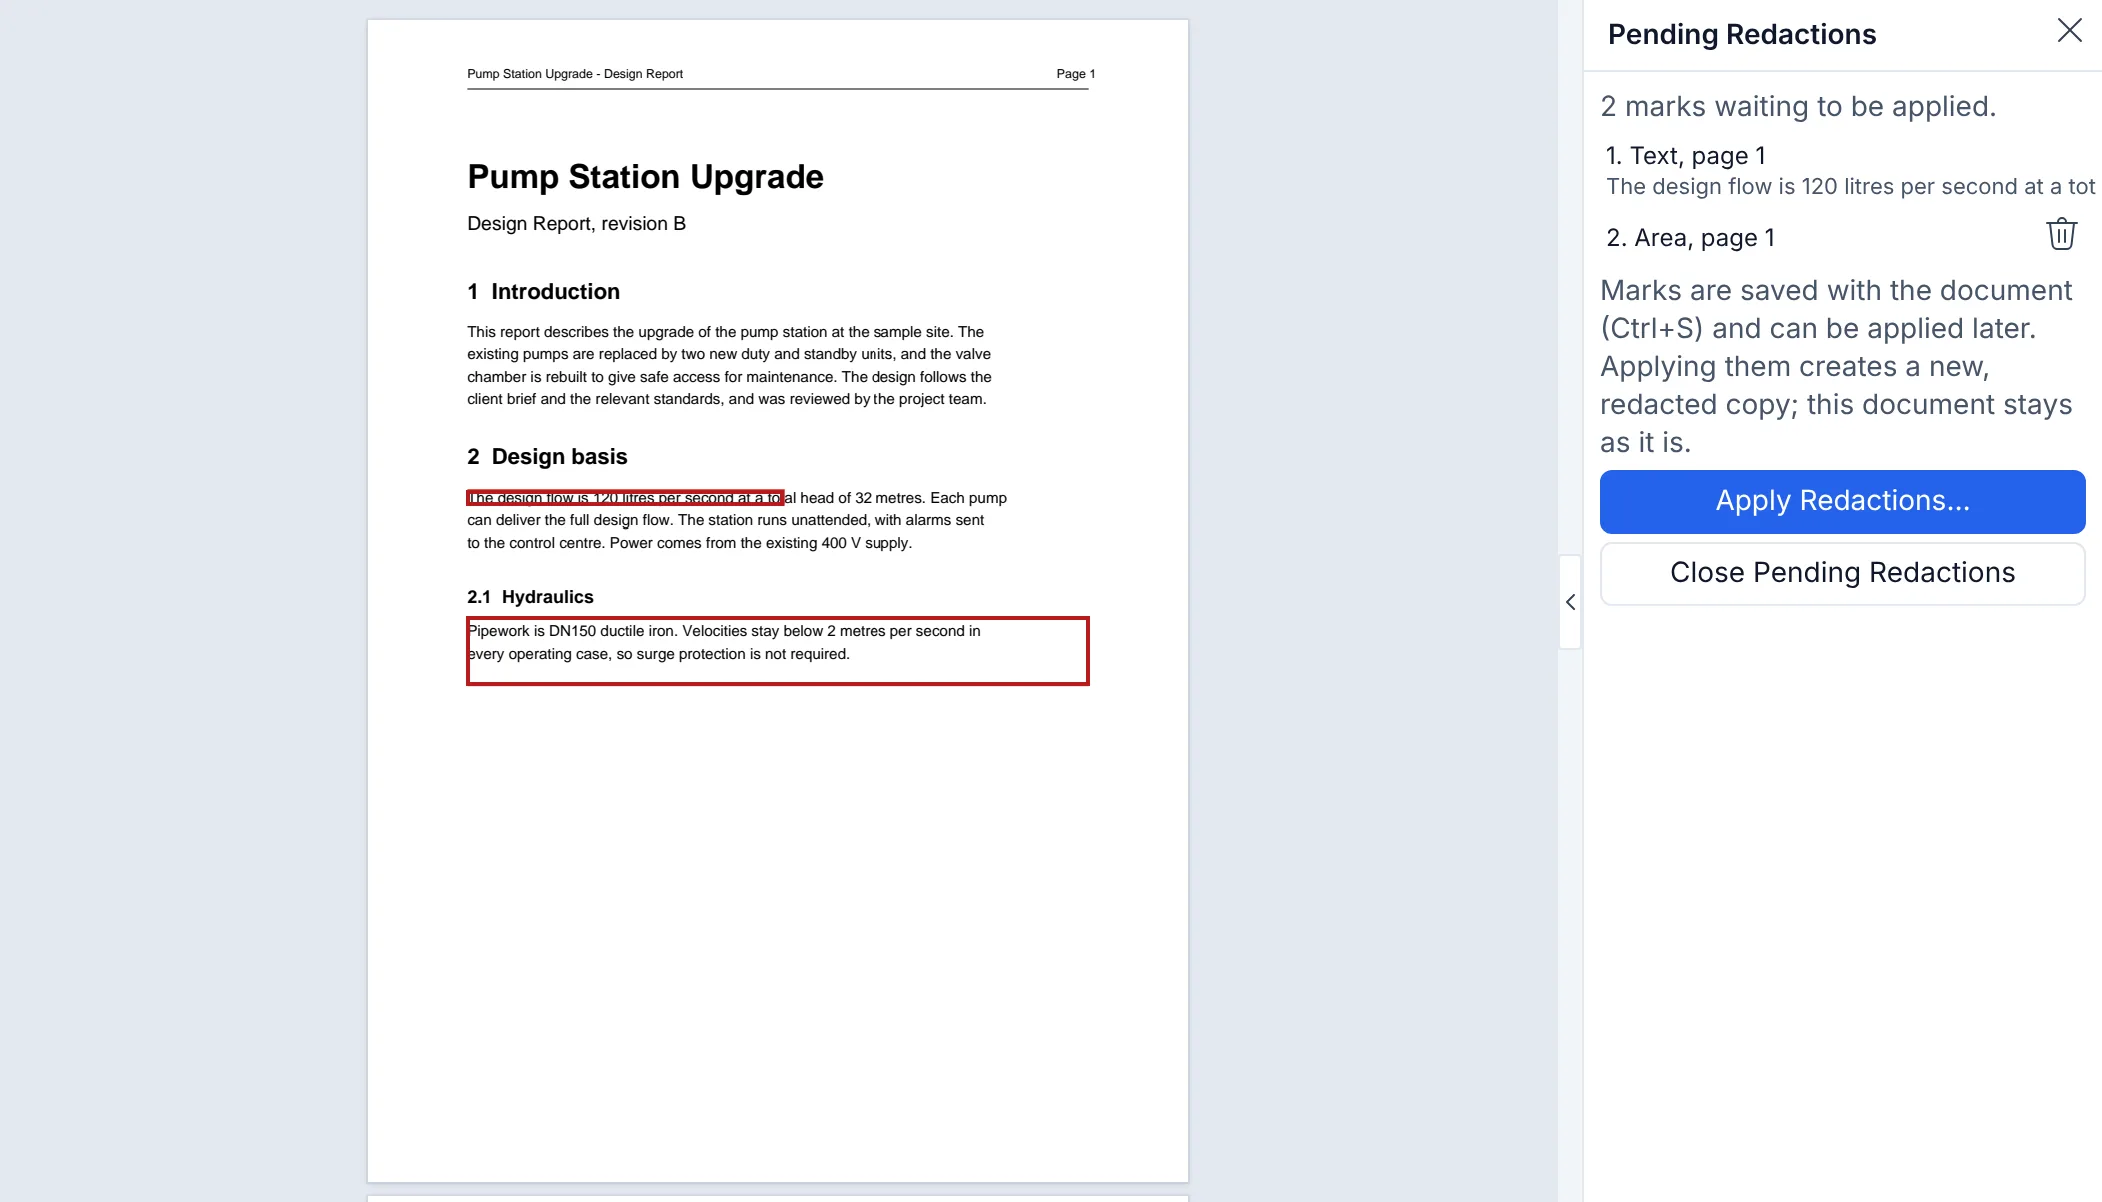 Pump Station Upgrade - Design Report Page 1
Pump Station Upgrade
Design Report, revision B
1 Introduction
This report describes the upgrade of the pump station at the sample site. The
existing pumps are replaced by two new duty and standby units, and the valve
chamber is rebuilt to give safe access for maintenance. The design follows the
client brief and the relevant standards, and was reviewed by the project team.
2 Design basis
The design flow is 120 litres per second at a total head of 32 metres. Each pump
can deliver the full design flow. The station runs unattended, with alarms sent
to the control centre. Power comes from the existing 400 V supply.
2.1 Hydraulics
Pipework is DN150 ductile iron. Velocities stay below 2 metres per second in
every operating case, so surge protection is not required.
Pending Redactions
2 marks waiting to be applied.
1. Text, page 1
The design flow is 120 litres per second at a tot
2. Area, page 1
Marks are saved with the document
(Ctrl+S) and can be applied later.
Applying them creates a new,
redacted copy; this document stays
as it is.
Apply Redactions...
Close Pending Redactions